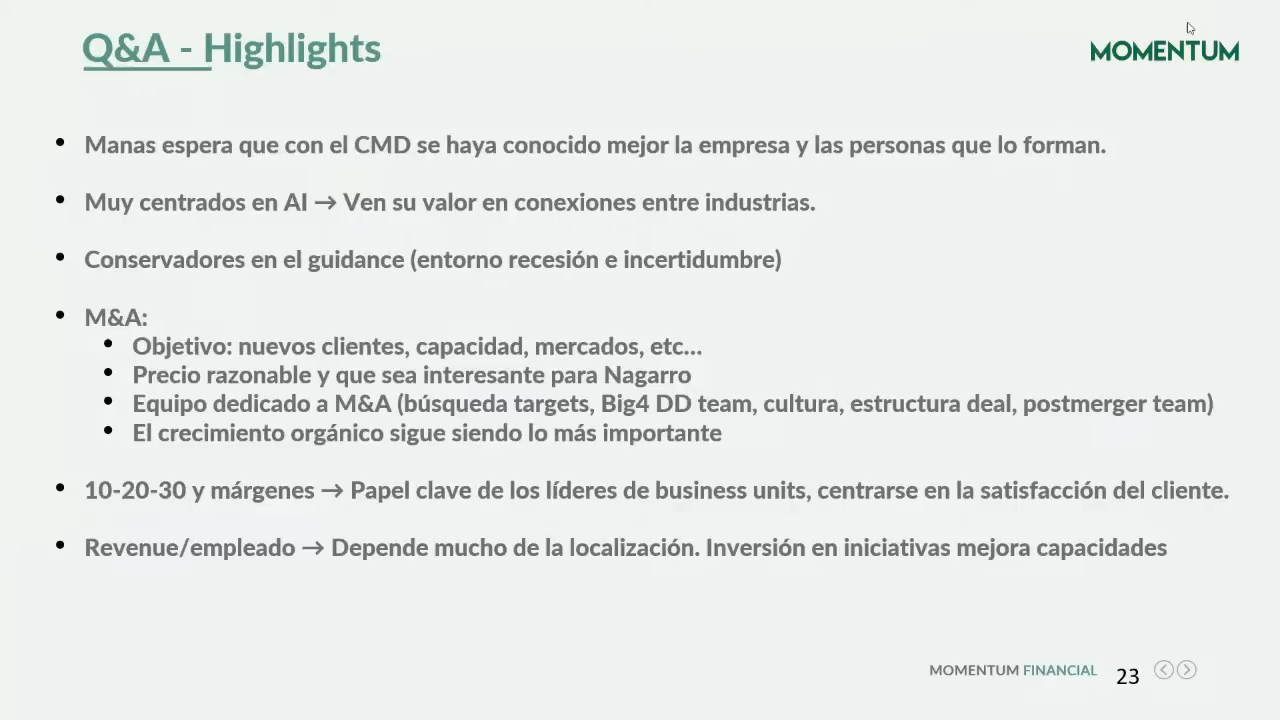 Q&A - Highlights
MOMENTUM
• Manas espera que con el CMD se haya conocido mejor la empresa y las personas que lo forman.
• Muy centrados en AI → Ven su valor en conexiones entre industrias.
• Conservadores en el guidance (entorno recesión e incertidumbre)
• M&A:
• Objetivo: nuevos clientes, capacidad, mercados, etc...
• Precio razonable y que sea interesante para Nagarro
• Equipo dedicado a M&A (búsqueda targets, Big4 DD team, cultura, estructura deal, postmerger team)
• El crecimiento orgánico sigue siendo lo más importante
• 10-20-30 y márgenes → Papel clave de los líderes de business units, centrarse en la satisfacción del cliente.
• Revenue/empleado → Depende mucho de la localización. Inversión en iniciativas mejora capacidades
MOMENTUM FINANCIAL 23